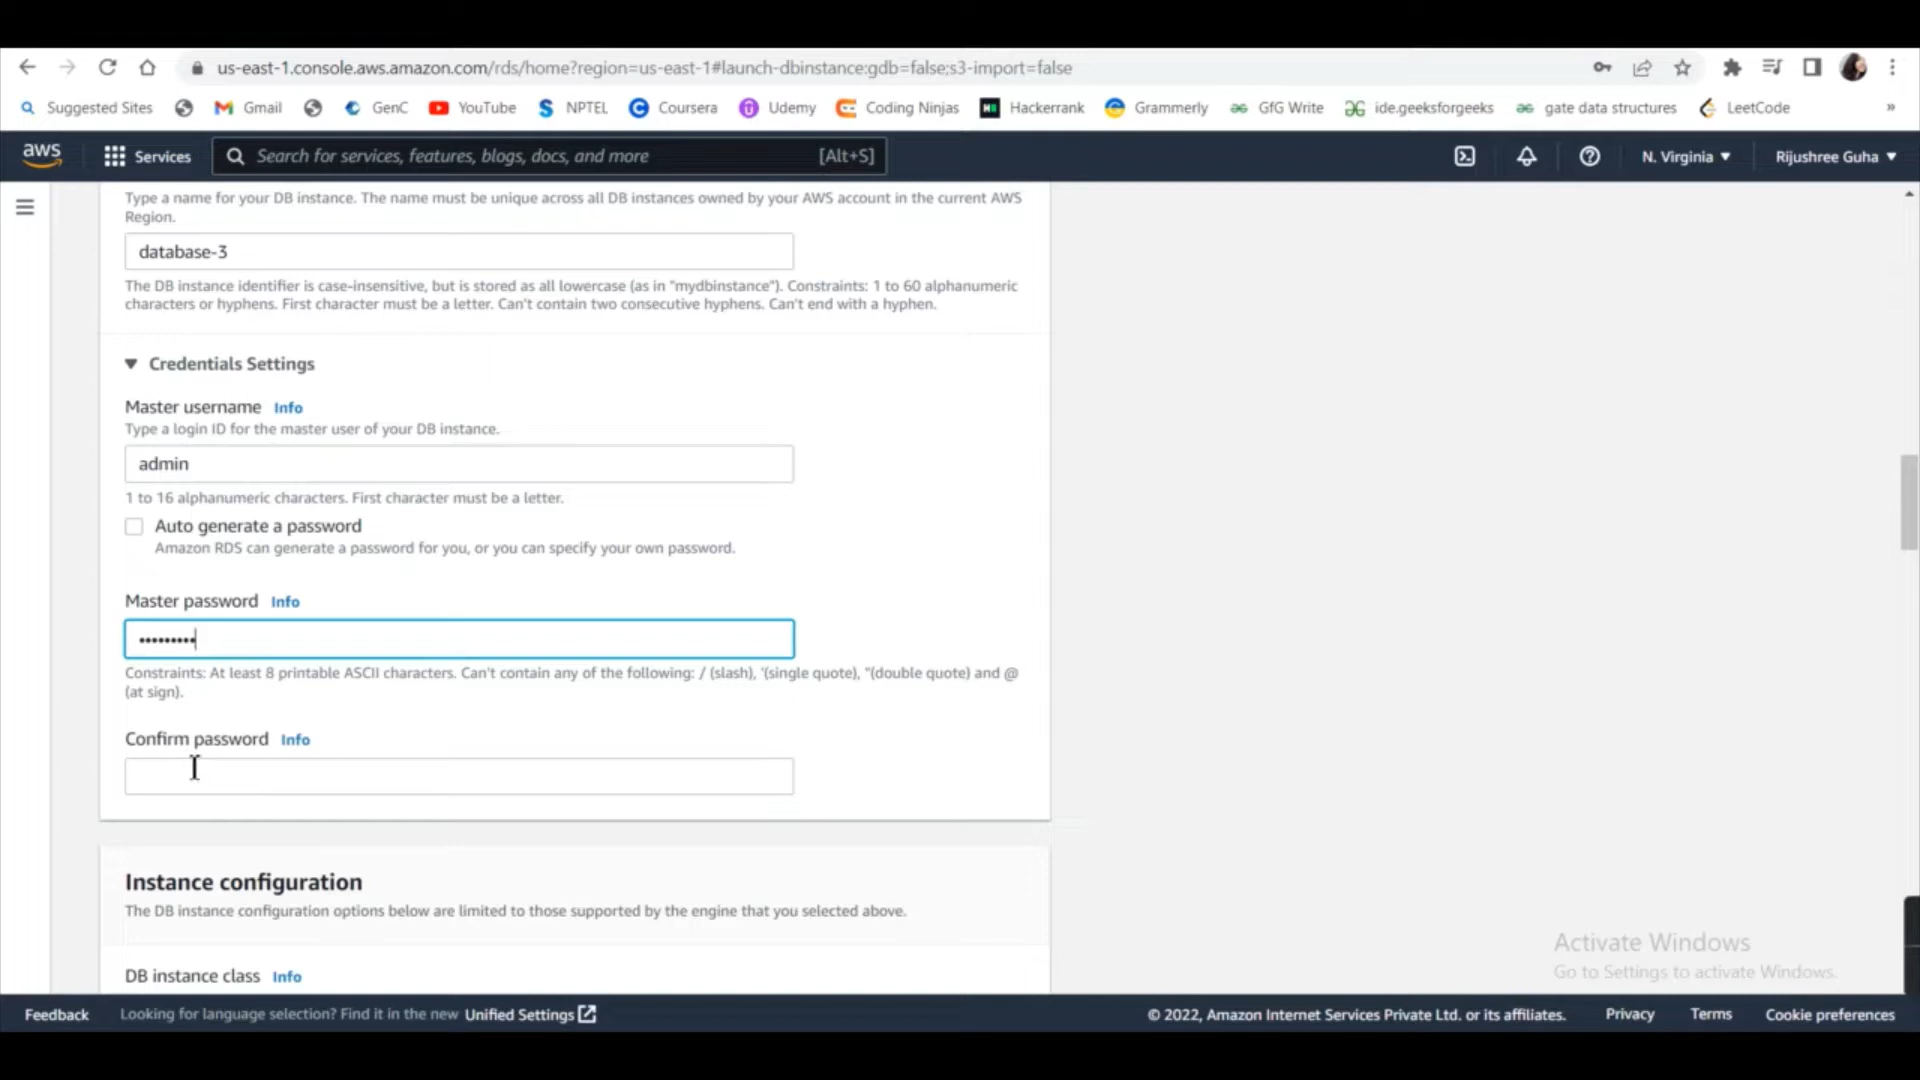 us-east-1.console.aws.amazon.com/rds/home?region=us-east-1#launch-dbinstance:gdb=false;s3-import=false
Suggested Sites Gmail GenC YouTube NPTEL Coursera Udemy Coding Ninjas Hackerrank Grammerly GfG Write ide.geeksforgeeks gate data structures LeetCode »
aws Services Search for services, features, blogs, docs, and more [Alt+S] N. Virginia Rijushree Guha
Type a name for your DB instance. The name must be unique across all DB instances owned by your AWS account in the current AWS
Region.
database-3
The DB instance identifier is case-insensitive, but is stored as all lowercase (as in "mydbinstance"). Constraints: 1 to 60 alphanumeric
characters or hyphens. First character must be a letter. Can't contain two consecutive hyphens. Can't end with a hyphen.
Credentials Settings
Master username Info
Type a login ID for the master user of your DB instance.
admin
1 to 16 alphanumeric characters. First character must be a letter.
Auto generate a password
Amazon RDS can generate a password for you, or you can specify your own password.
Master password Info
•••••••••
Constraints: At least 8 printable ASCII characters. Can't contain any of the following: / (slash), '(single quote), "(double quote) and @
(at sign).
Confirm password Info
Instance configuration
The DB instance configuration options below are limited to those supported by the engine that you selected above.
DB instance class Info
Activate Windows
Go to Settings to activate Windows.
Feedback Looking for language selection? Find it in the new Unified Settings © 2022, Amazon Internet Services Private Ltd. or its affiliates. Privacy Terms Cookie preferences